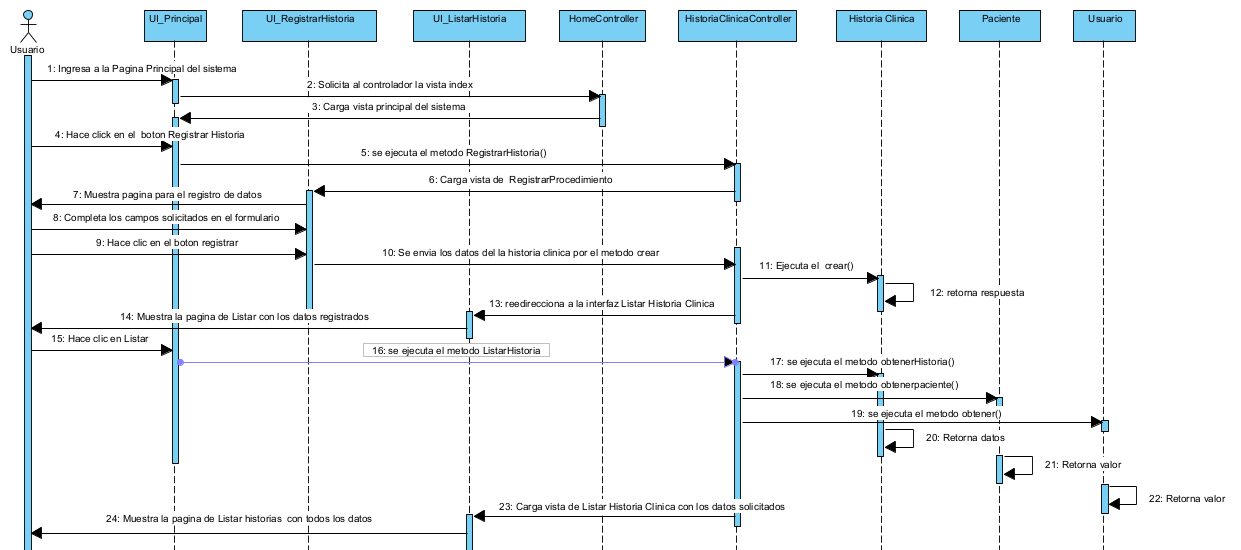 UI_Principal
UI_RegistrarHistoria
UI_ListarHistoria
HomeController
HistoriaClinicaController
Historia Clinica
Paciente
Usuario
Usuario
1: Ingresa a la Pagina Principal del sistema
2: Solicita al controlador la vista index
3: Carga vista principal del sistema
4: Hace click en el boton Registrar Historia
5: se ejecuta el metodo RegistrarHistoria()
6: Carga vista de RegistrarProcedimiento
7: Muestra pagina para el registro de datos
8: Completa los campos solicitados en el formulario
9: Hace clic en el boton registrar
10: Se envia los datos del la historia clinica por el metodo crear
11: Ejecuta el crear()
12: retorna respuesta
13: reedirecciona a la interfaz Listar Historia Clinica
14: Muestra la pagina de Listar con los datos registrados
15: Hace clic en Listar
16: se ejecuta el metodo ListarHistoria
17: se ejecuta el metodo obtenerHistoria()
18: se ejecuta el metodo obtenerpaciente()
19: se ejecuta el metodo obtener()
20: Retorna datos
21: Retorna valor
22: Retorna valor
23: Carga vista de Listar Historia Clinica con los datos solicitados
24: Muestra la pagina de Listar historias con todos los datos